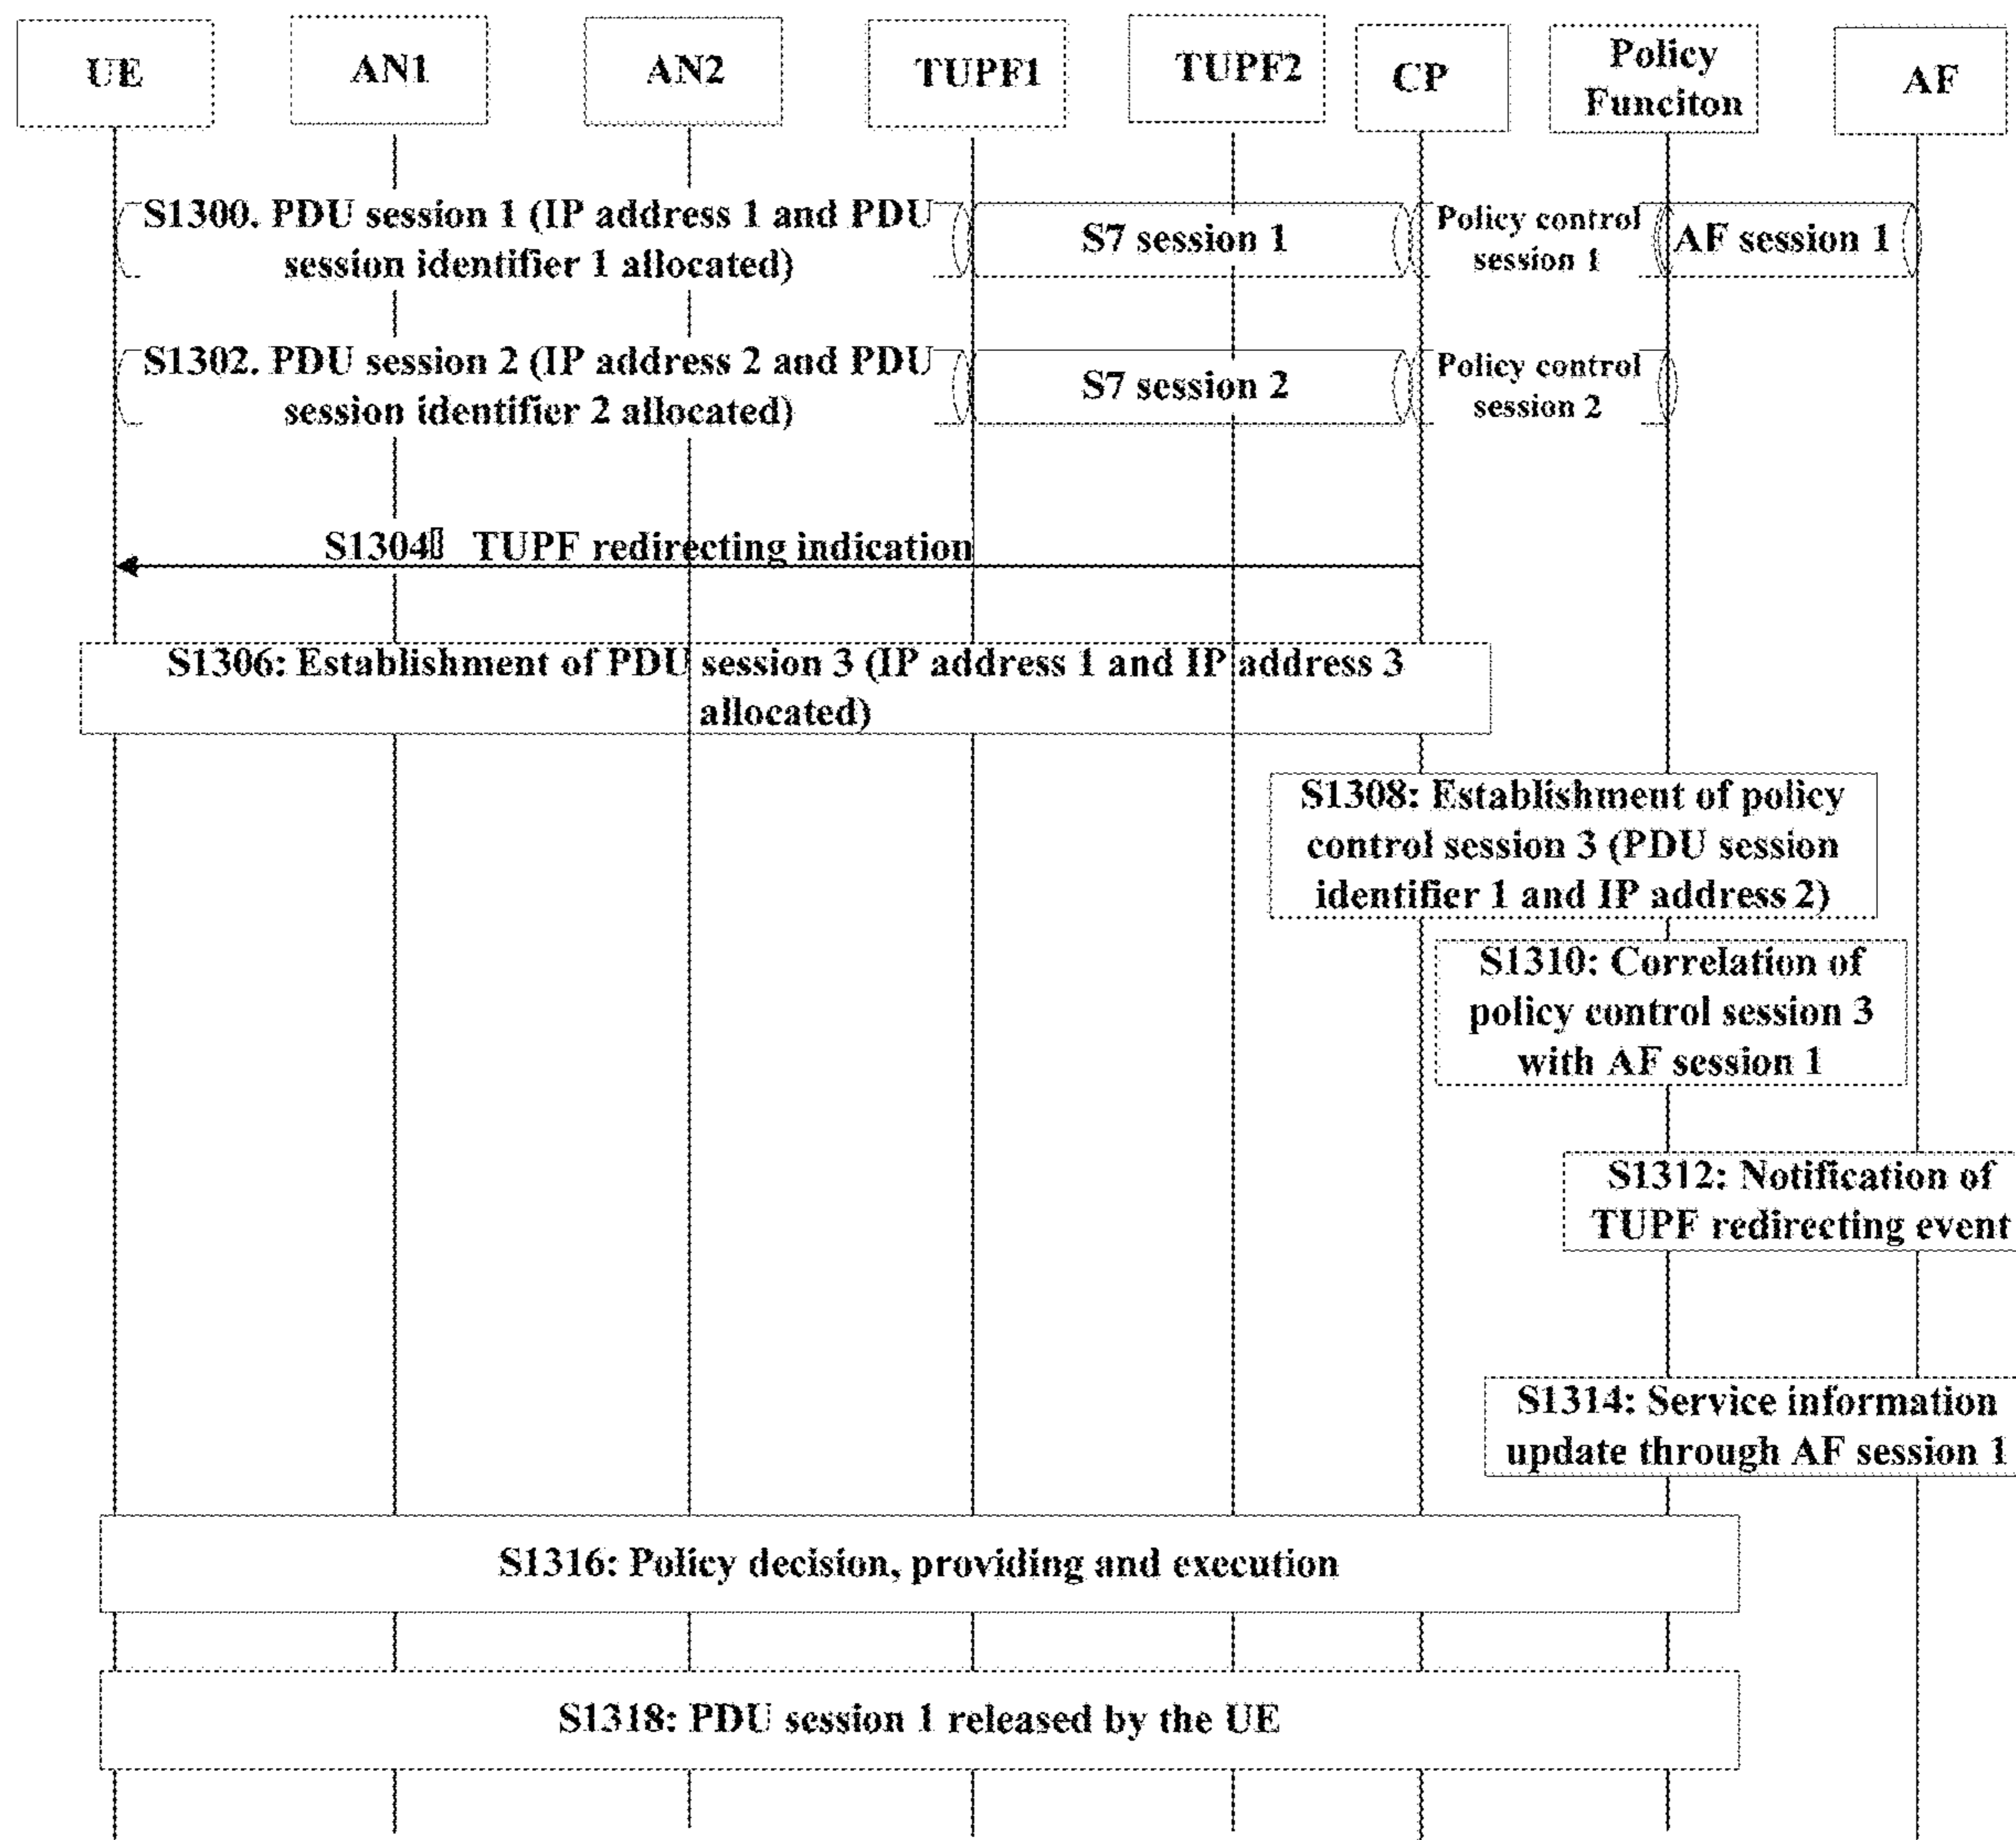 UE
AN1
AN2
TUPF1
TUPF2
CP
Policy
Funciton
AF
S1300. PDU session 1 (IP address 1 and PDU
session identifier 1 allocated)
S7 session 1
Policy control
session 1
AF session 1
S1302. PDU session 2 (IP address 2 and PDU
session identifier 2 allocated)
S7 session 2
Policy control
session 2
S1304▯ TUPF redirecting indication
S1306: Establishment of PDU session 3 (IP address 1 and IP address 3
allocated)
S1308: Establishment of policy
control session 3 (PDU session
identifier 1 and IP address 2)
S1310: Correlation of
policy control session 3
with AF session 1
S1312: Notification of
TUPF redirecting event
S1314: Service information
update through AF session 1
S1316: Policy decision, providing and execution
S1318: PDU session 1 released by the UE